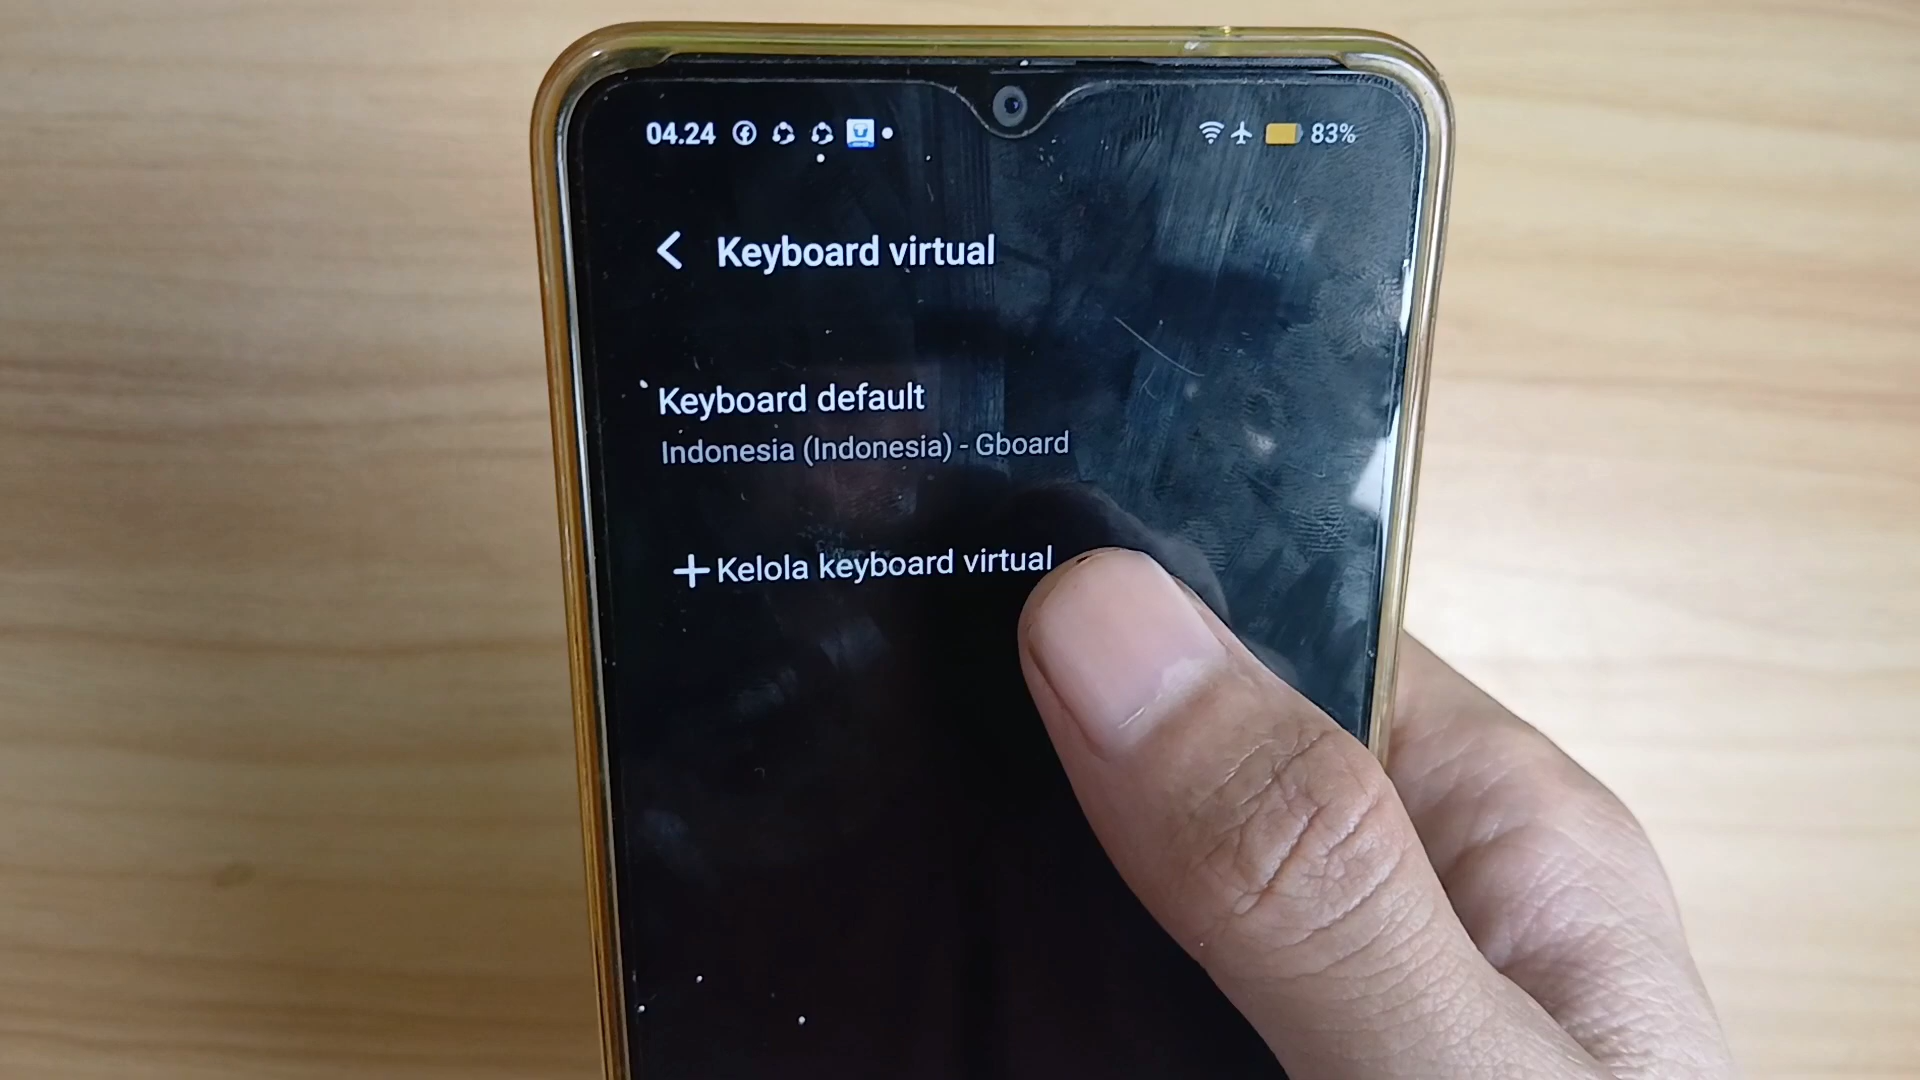 04.24
83%
Keyboard virtual
Keyboard default
Indonesia (Indonesia) - Gboard
+ Kelola keyboard virtual